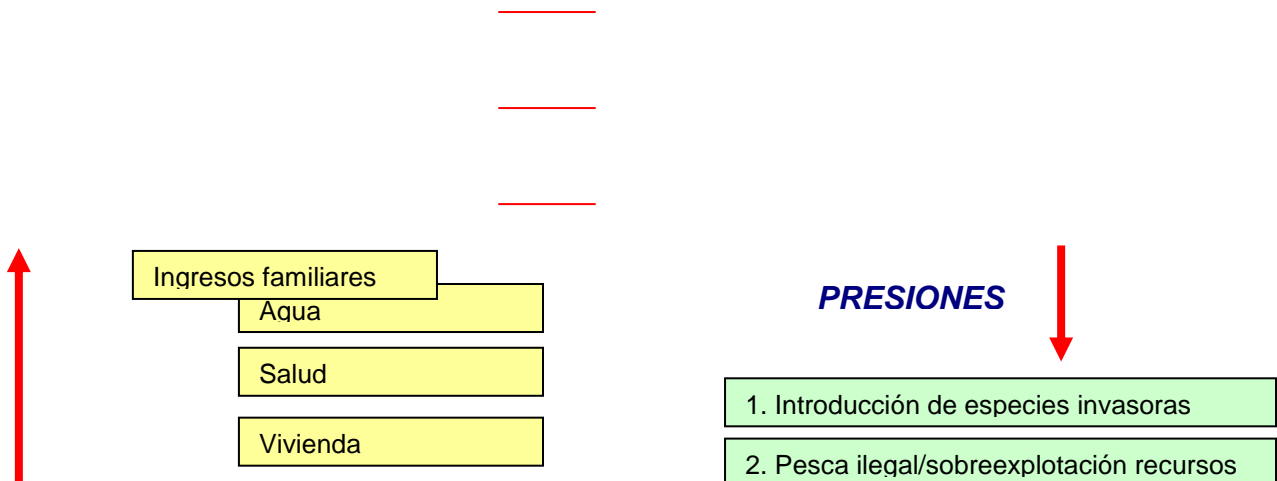 Ingresos familiares
Agua
Salud
Vivienda
PRESIONES
1. Introducción de especies invasoras
2. Pesca ilegal/sobreexplotación recursos